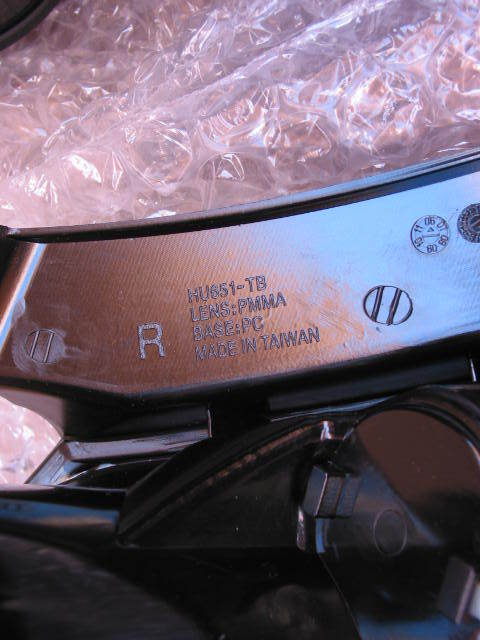 HU651-TB
LENS:PMMA
BASE:PC
MADE IN TAIWAN
R